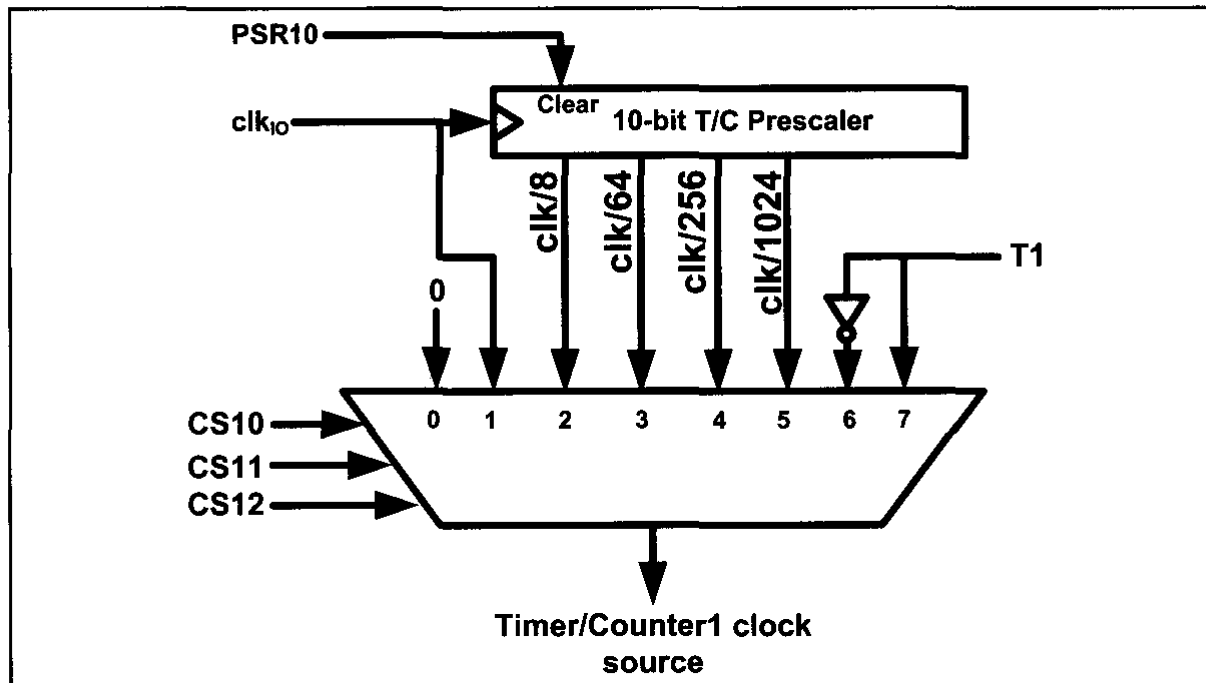 PSR10
Clear
clk_IO
10-bit T/C Prescaler
clk/8
clk/64
clk/256
clk/1024
T1
0
0 1 2 3 4 5 6 7
CS10
CS11
CS12
Timer/Counter1 clock
source